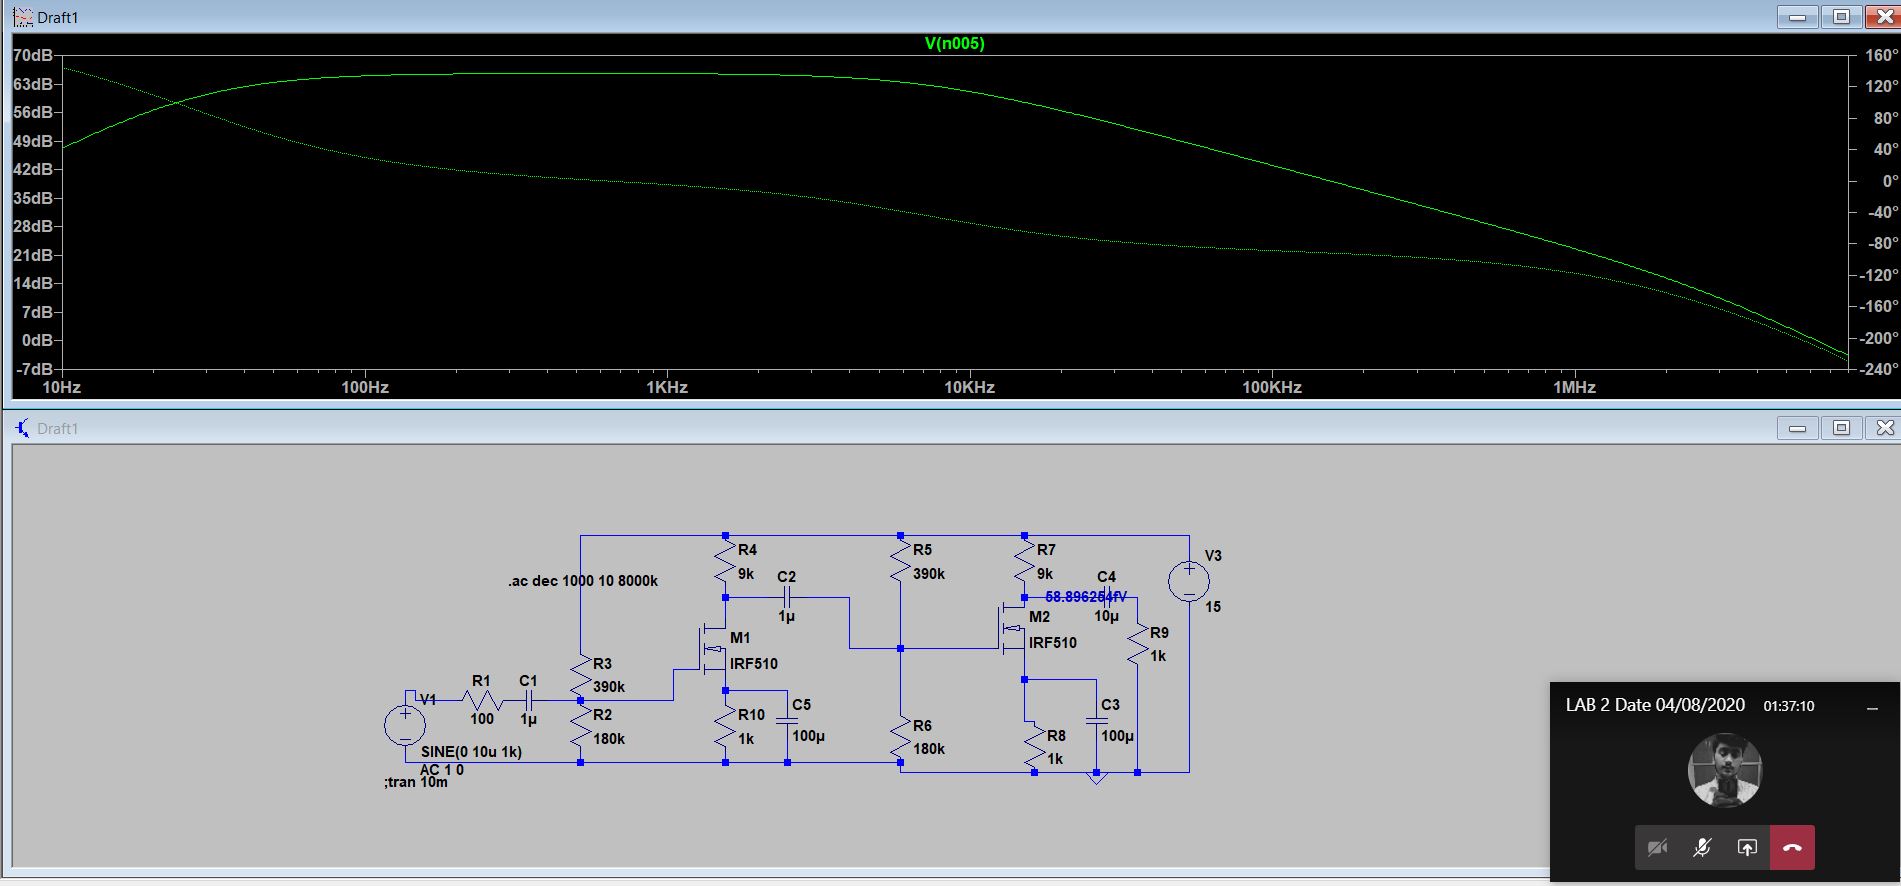 Draft1
V(n005)
70dB
63dB
56dB
49dB
42dB
35dB
28dB
21dB
14dB
7dB
0dB
-7dB
160°
120°
80°
40°
0°
-40°
-80°
-120°
-160°
-200°
-240°
10Hz 100Hz 1KHz 10KHz 100KHz 1MHz
Draft1
.ac dec 1000 10 8000k
R4
9k
C2
1µ
R5
390k
R7
9k
C4
58.896254fV
10µ
V3
15
M1
IRF510
M2
IRF510
R9
1k
R3
390k
R1
100
C1
1µ
V1
R2
180k
R10
1k
C5
100µ
R6
180k
C3
100µ
R8
1k
SINE(0 10u 1k)
AC 1 0
;tran 10m
LAB 2 Date 04/08/2020 01:37:10